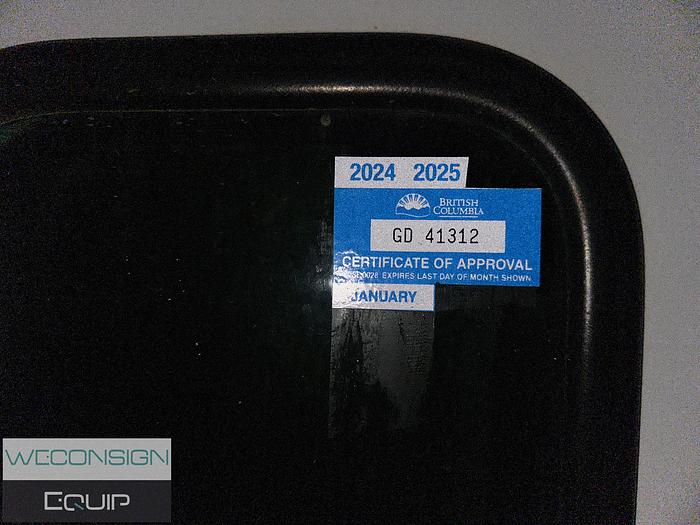 2024 2025
BRITISH
COLUMBIA
GD 41312
CERTIFICATE OF APPROVAL
EXPIRES LAST DAY OF MONTH SHOWN
JANUARY
WECONSIGN
EQUIP